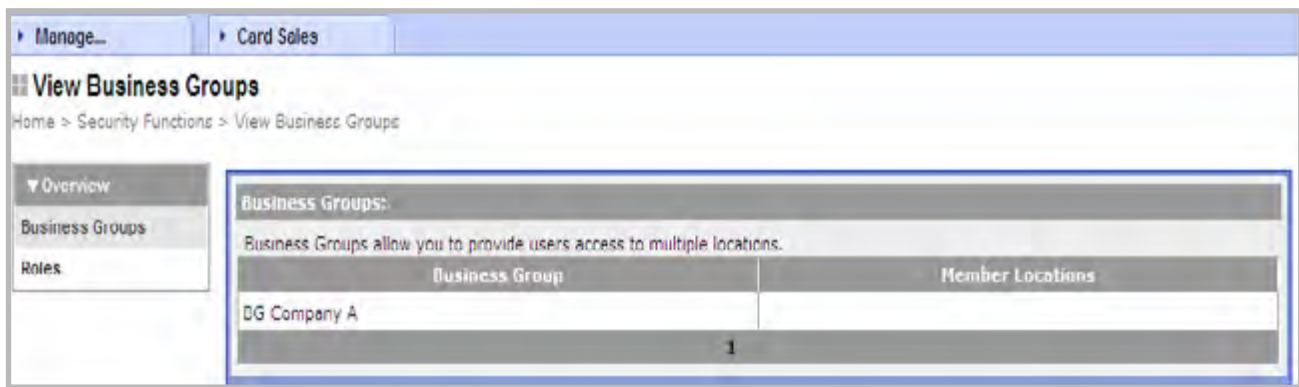 Manage... Card Sales
View Business Groups
Home > Security Functions > View Business Groups
▼Overview
Business Groups
Roles
Business Groups:
Business Groups allow you to provide users access to multiple locations.
Business Group Member Locations
BG Company A
1